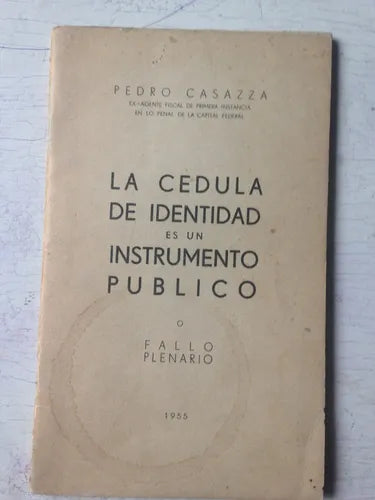 PEDRO CASAZZA
EX-AGENTE FISCAL DE PRIMERA INSTANCIA
EN LO PENAL DE LA CAPITAL FEDERAL
LA CEDULA
DE IDENTIDAD
ES UN
INSTRUMENTO
PUBLICO
O
FALLO
PLENARIO
1955